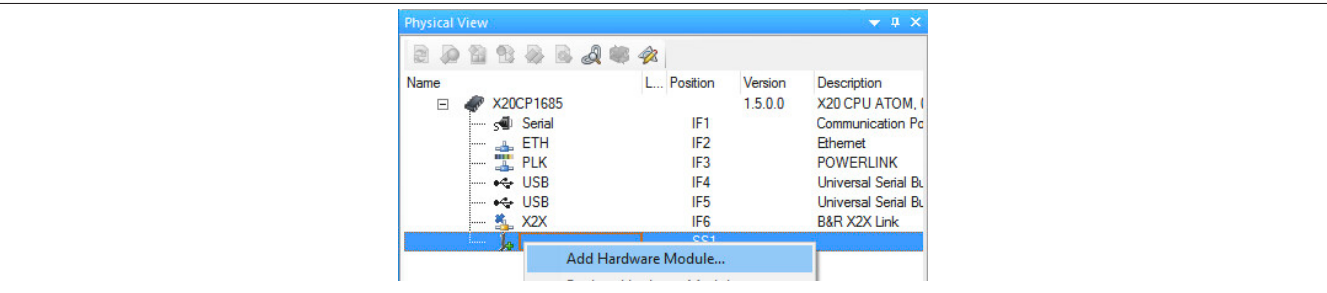 Physical View
Name L... Position Version Description
X20CP1685 1.5.0.0 X20 CPU ATOM, (
Serial IF1 Communication Po
ETH IF2 Ethernet
PLK IF3 POWERLINK
USB IF4 Universal Serial Bu
USB IF5 Universal Serial Bu
X2X IF6 B&R X2X Link
SS1
Add Hardware Module...